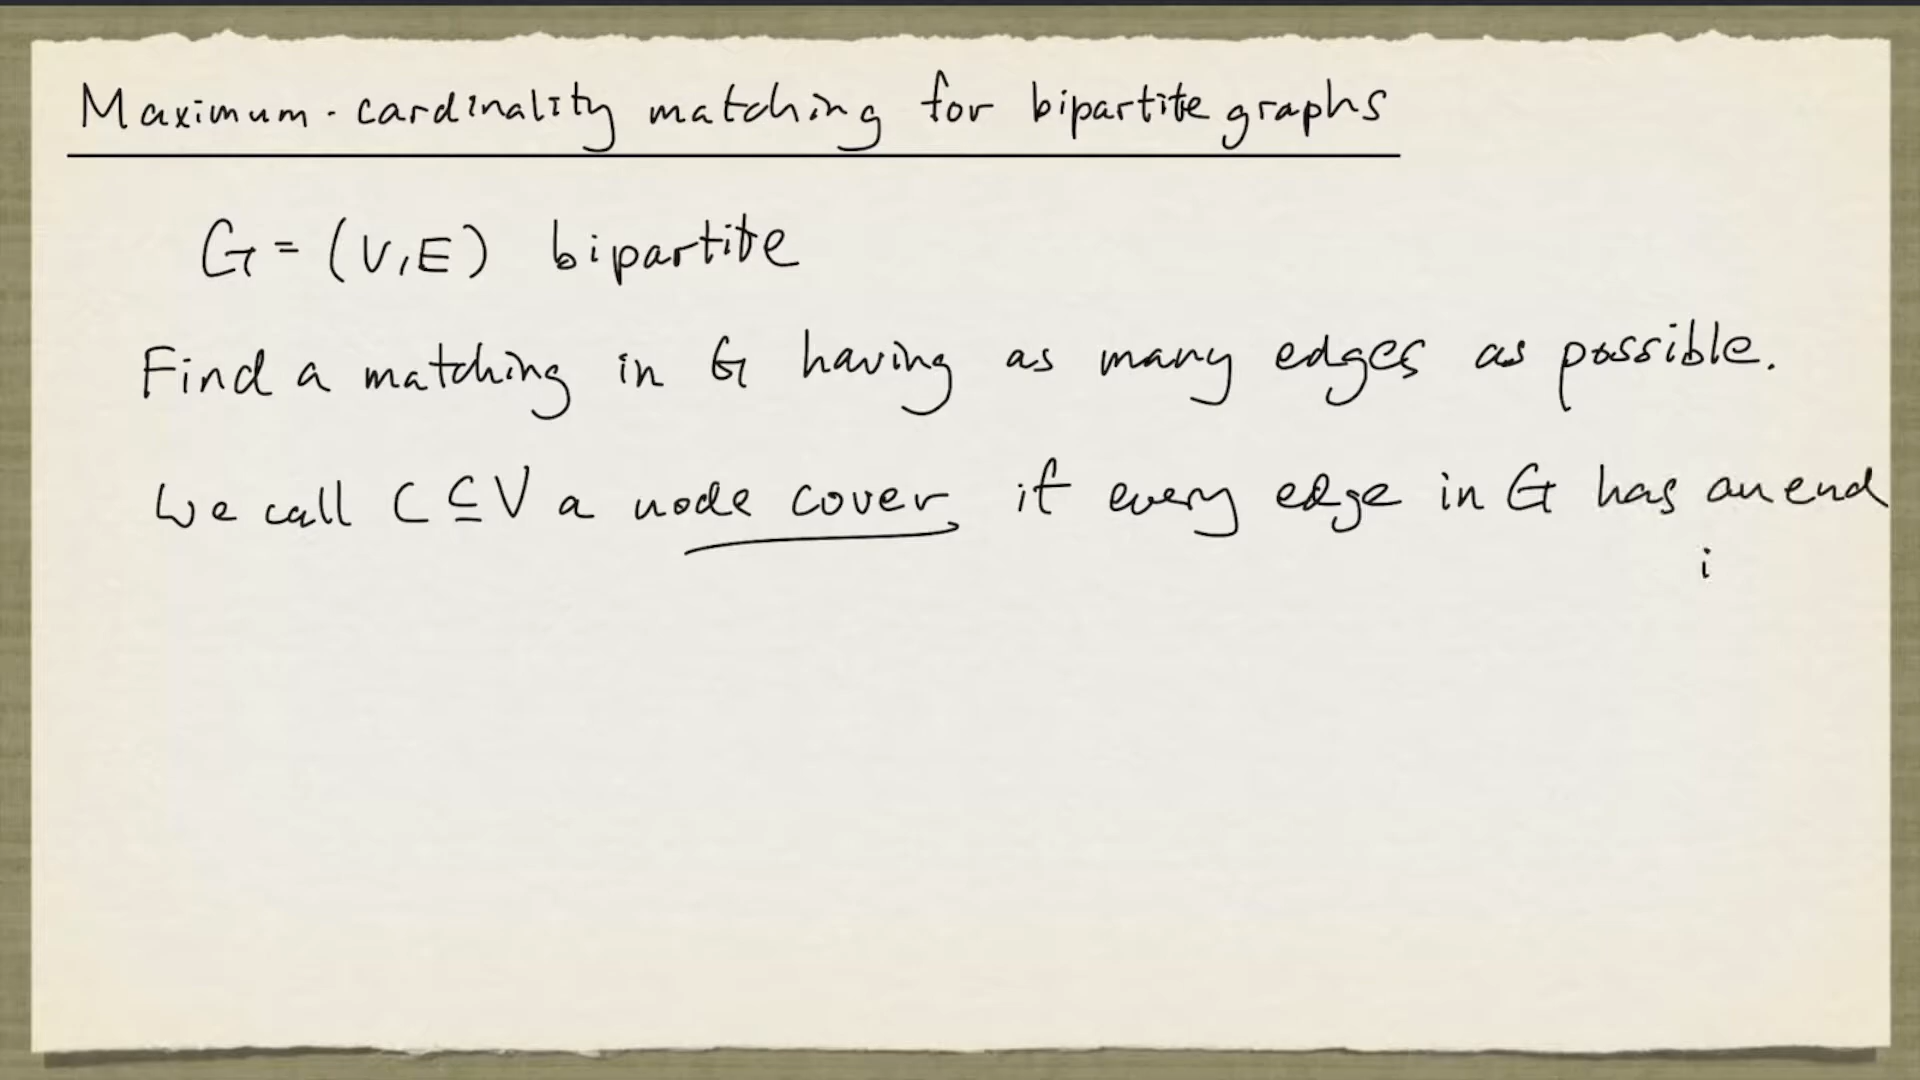 Maximum-cardinality matching for bipartite graphs
G = (V,E) bipartite
Find a matching in G having as many edges as possible.
We call C ⊆ V a node cover if every edge in G has an end
i